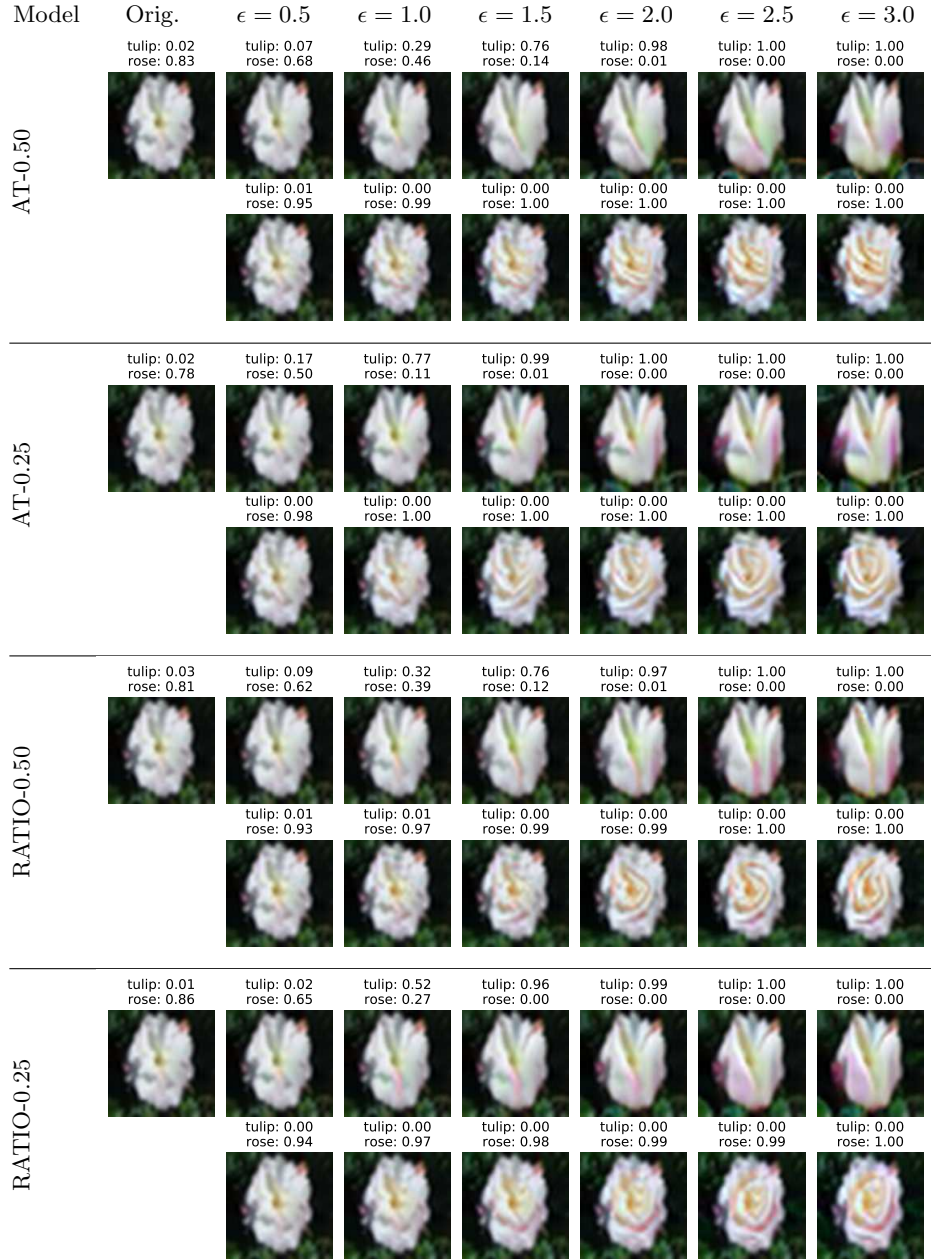 Model Orig. ϵ = 0.5 ϵ = 1.0 ϵ = 1.5 ϵ = 2.0 ϵ = 2.5 ϵ = 3.0
AT-0.50
tulip: 0.02 tulip: 0.07 tulip: 0.29 tulip: 0.76 tulip: 0.98 tulip: 1.00 tulip: 1.00
rose: 0.83 rose: 0.68 rose: 0.46 rose: 0.14 rose: 0.01 rose: 0.00 rose: 0.00
tulip: 0.01 tulip: 0.00 tulip: 0.00 tulip: 0.00 tulip: 0.00 tulip: 0.00
rose: 0.95 rose: 0.99 rose: 1.00 rose: 1.00 rose: 1.00 rose: 1.00
AT-0.25
tulip: 0.02 tulip: 0.17 tulip: 0.77 tulip: 0.99 tulip: 1.00 tulip: 1.00 tulip: 1.00
rose: 0.78 rose: 0.50 rose: 0.11 rose: 0.01 rose: 0.00 rose: 0.00 rose: 0.00
tulip: 0.00 tulip: 0.00 tulip: 0.00 tulip: 0.00 tulip: 0.00 tulip: 0.00
rose: 0.98 rose: 1.00 rose: 1.00 rose: 1.00 rose: 1.00 rose: 1.00
RATIO-0.50
tulip: 0.03 tulip: 0.09 tulip: 0.32 tulip: 0.76 tulip: 0.97 tulip: 1.00 tulip: 1.00
rose: 0.81 rose: 0.62 rose: 0.39 rose: 0.12 rose: 0.01 rose: 0.00 rose: 0.00
tulip: 0.01 tulip: 0.01 tulip: 0.00 tulip: 0.00 tulip: 0.00 tulip: 0.00
rose: 0.93 rose: 0.97 rose: 0.99 rose: 0.99 rose: 1.00 rose: 1.00
RATIO-0.25
tulip: 0.01 tulip: 0.02 tulip: 0.52 tulip: 0.96 tulip: 0.99 tulip: 1.00 tulip: 1.00
rose: 0.86 rose: 0.65 rose: 0.27 rose: 0.00 rose: 0.00 rose: 0.00 rose: 0.00
tulip: 0.00 tulip: 0.00 tulip: 0.00 tulip: 0.00 tulip: 0.00 tulip: 0.00
rose: 0.94 rose: 0.97 rose: 0.98 rose: 0.99 rose: 0.99 rose: 1.00